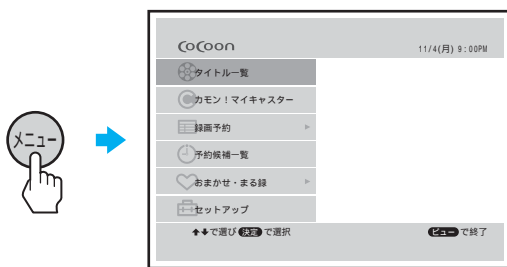 メニュー
CoCoon
11/4(月) 9:00PM
タイトル一覧
カモン！マイキャスター
録画予約
予約候補一覧
おまかせ・まる録
セットアップ
↑↓で選び 決定 で選択
ビュー で終了